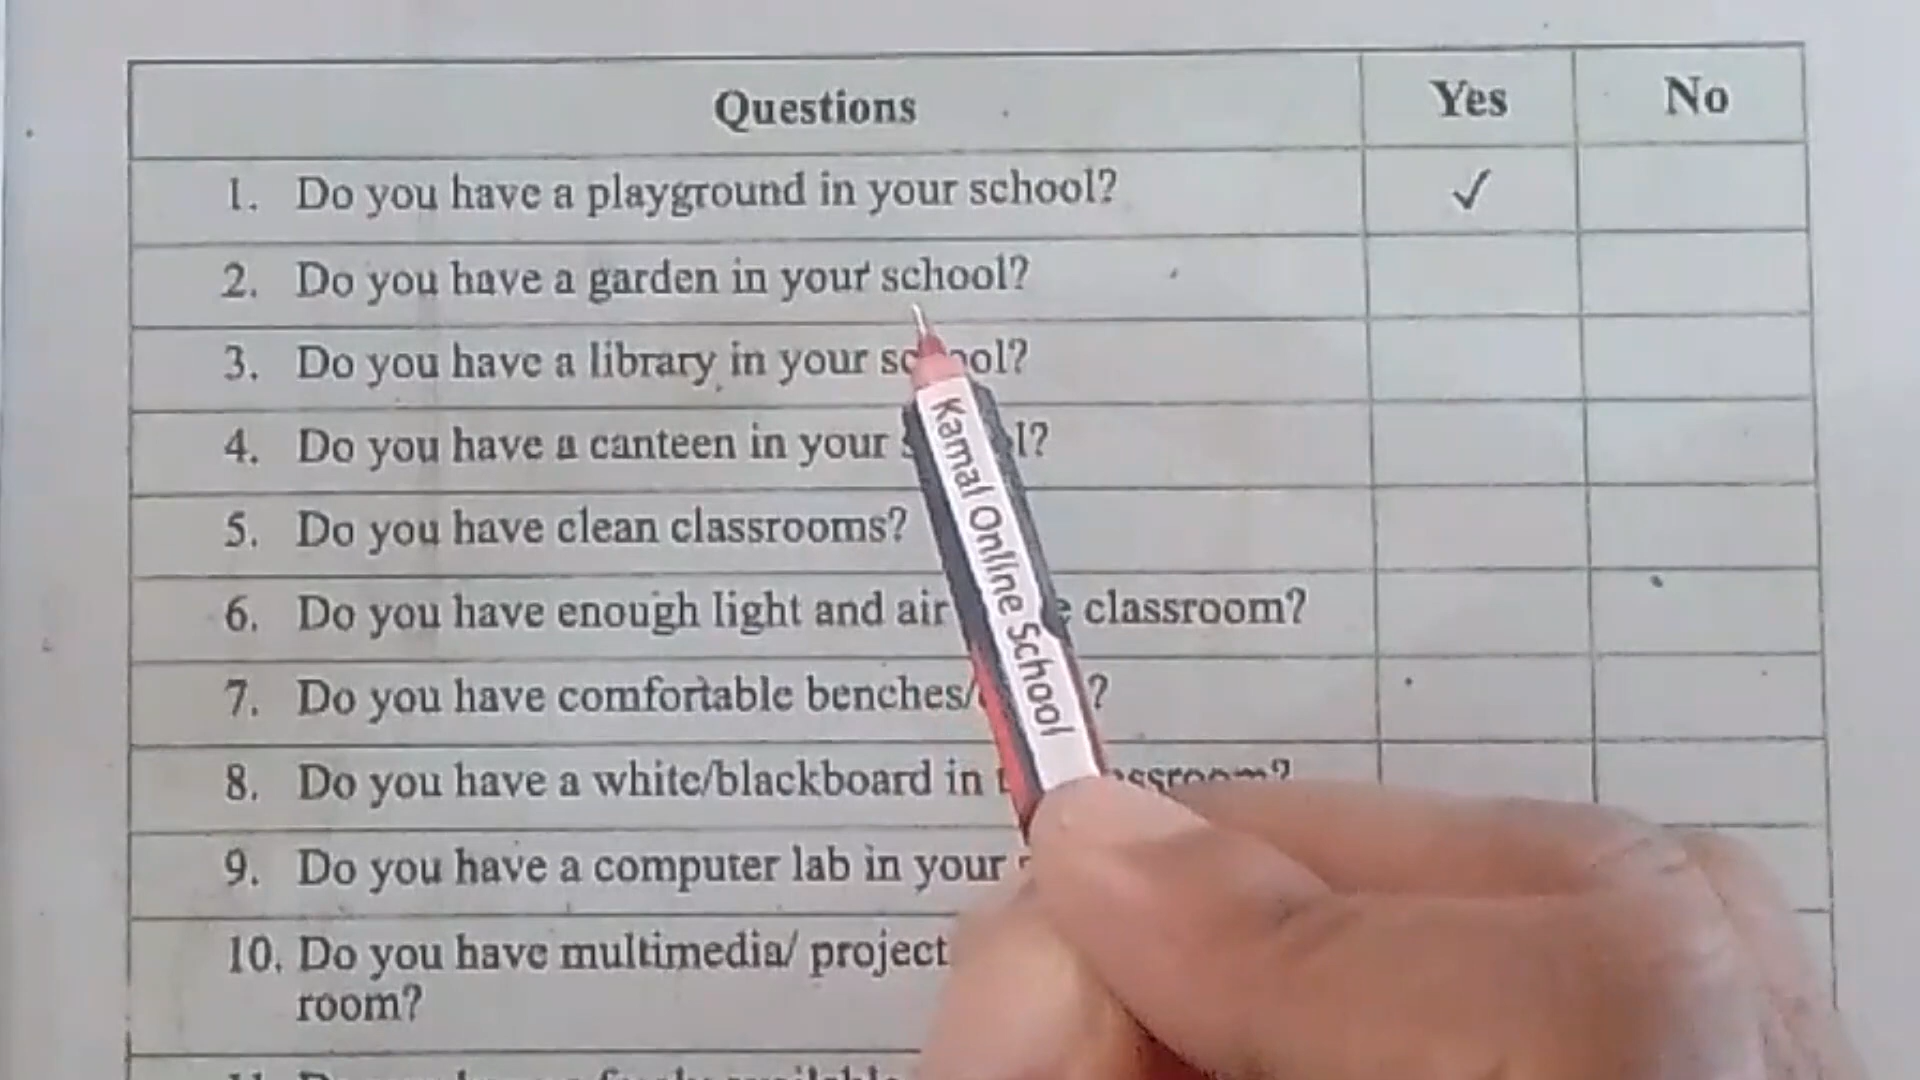 Questions Yes No
1. Do you have a playground in your school? ✓
2. Do you have a garden in your school?
3. Do you have a library in your school?
4. Do you have a canteen in your
5. Do you have clean classrooms?
6. Do you have enough light and air classroom?
7. Do you have comfortable benches/ ?
8. Do you have a white/blackboard in
9. Do you have a computer lab in your
10. Do you have multimedia/ project
room?
Kamal Online School